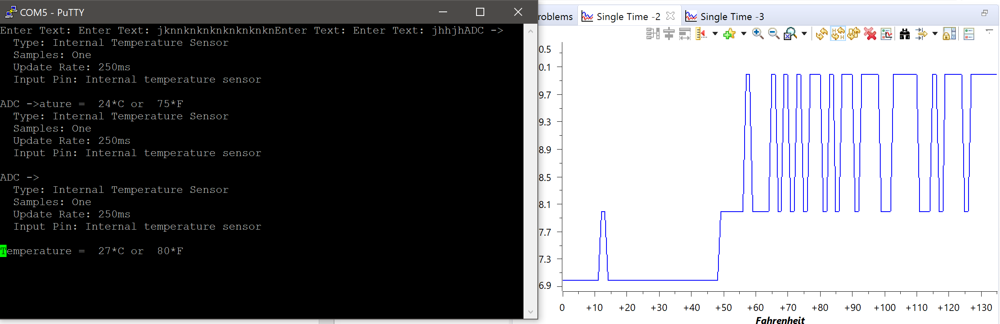 COM5 - PuTTY
Enter Text: Enter Text: jknnknknknknknknknEnter Text: Enter Text: jhhjhADC ->
Type: Internal Temperature Sensor
Samples: One
Update Rate: 250ms
Input Pin: Internal temperature sensor
ADC ->ature =  24*C or  75*F
Type: Internal Temperature Sensor
Samples: One
Update Rate: 250ms
Input Pin: Internal temperature sensor
ADC ->
Type: Internal Temperature Sensor
Samples: One
Update Rate: 250ms
Input Pin: Internal temperature sensor
Temperature =  27*C or  80*F
roblems
Single Time -2
Single Time -3
0.5
0.1
9.7
9.3
8.9
8.5
8.1
7.7
7.3
6.9
0 +10 +20 +30 +40 +50 +60 +70 +80 +90 +100 +110 +120 +130
Fahrenheit